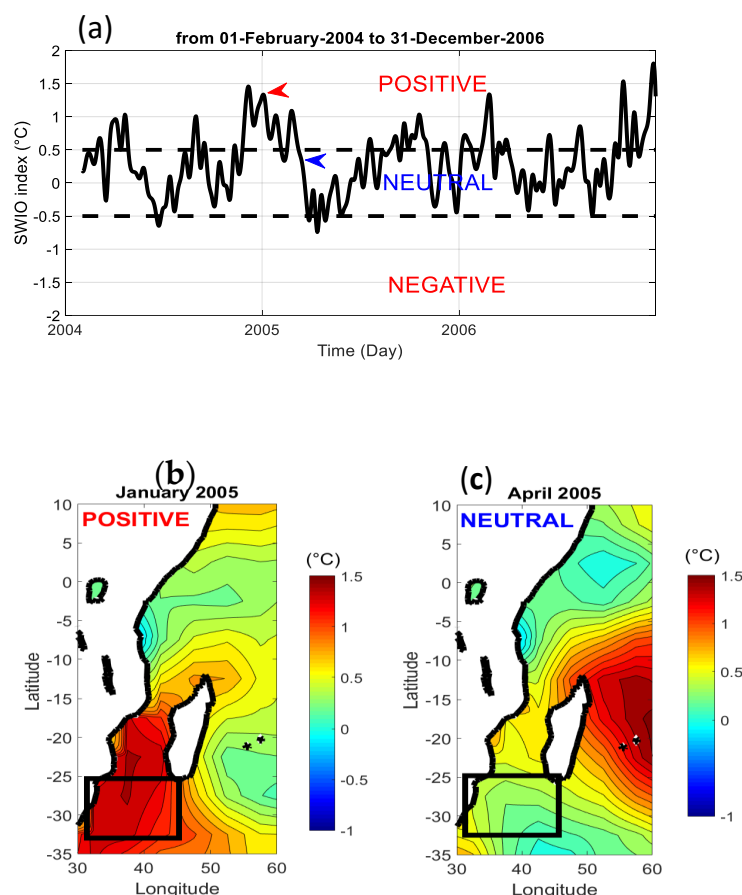 (a)
from 01-February-2004 to 31-December-2006
2
1.5
1
0.5
0
-0.5
-1
-1.5
-2
SWIO index (°C)
POSITIVE
NEUTRAL
NEGATIVE
2004 2005 2006
Time (Day)
(b)
January 2005
POSITIVE
10
5
0
-5
-10
-15
-20
-25
-30
-35
Latitude
30 40 50 60
Longitude
(°C)
1.5
1
0.5
0
-0.5
-1
(c)
April 2005
NEUTRAL
10
5
0
-5
-10
-15
-20
-25
-30
-35
Latitude
30 40 50 60
Longitude
(°C)
1.5
1
0.5
0
-0.5
-1